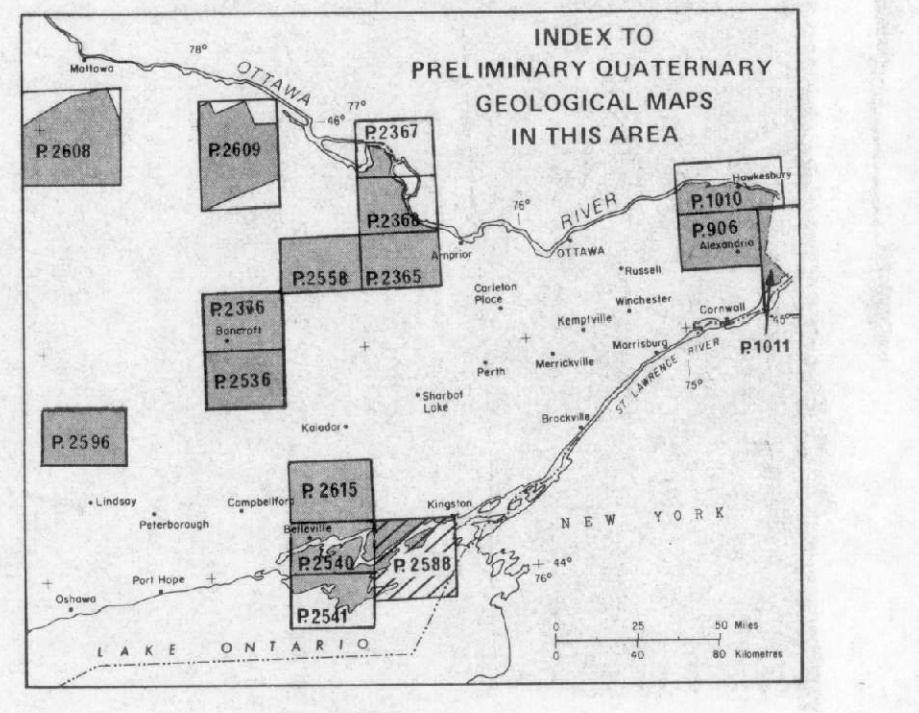 INDEX TO
PRELIMINARY QUATERNARY
GEOLOGICAL MAPS
IN THIS AREA
78°
Mattawa
OTTAWA
77°
46°
P.2367
P.2608
P.2609
Hawkesbury
P.1010
76°
RIVER
P.2368
P.906
Alexandria
Arnprior
OTTAWA
P.2558
P.2365
Russell
Carleton
Place
Winchester
Cornwall
P.2376
Bancroft
Kemptville
45°
P.1011
Morrisburg
Merrickville
Perth
ST. LAWRENCE RIVER
75°
P.2536
Sharbot
Lake
Brockville
Kaladar
P.2596
P.2615
Lindsay
Campbellford
Kingston
Peterborough
Belleville
NEW YORK
P.2540
P.2588
44°
76°
Port Hope
Oshawa
P.2541
LAKE ONTARIO
0 25 50 Miles
0 40 80 Kilometres